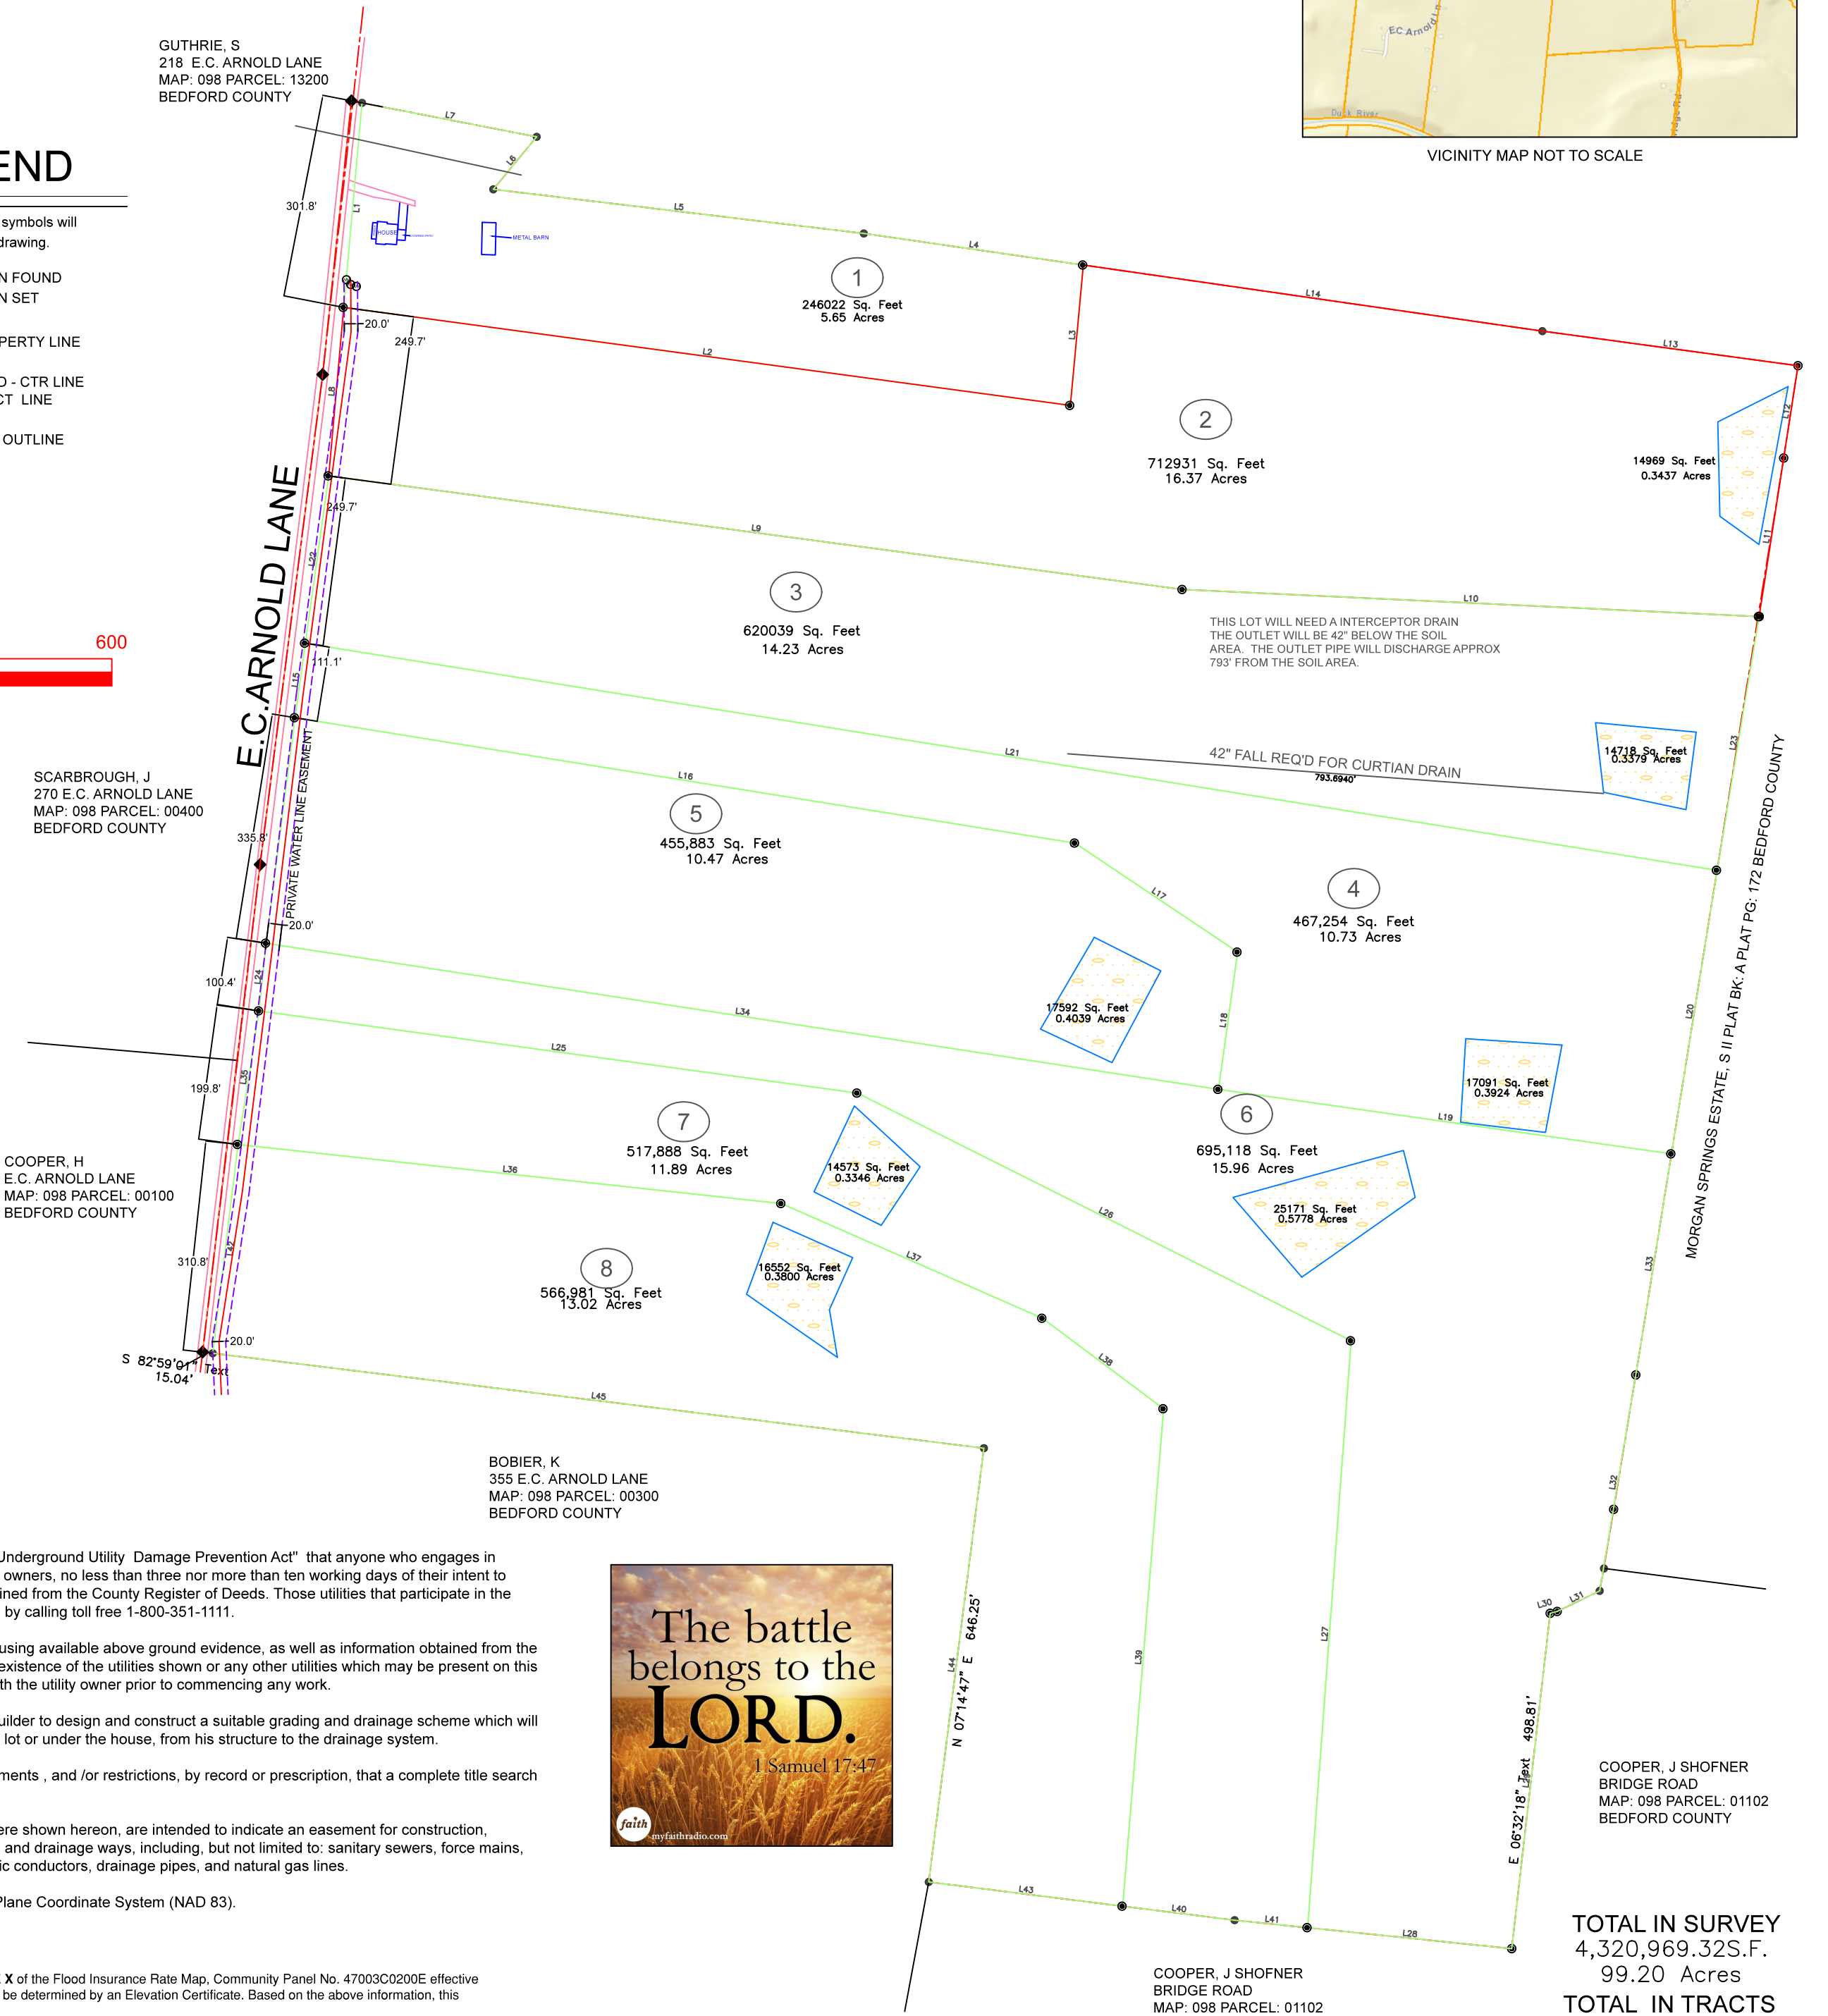 GUTHRIE, S
218 E.C. ARNOLD LANE
MAP: 098 PARCEL: 13200
BEDFORD COUNTY
EC Arnold Ln
Duck River
VICINITY MAP NOT TO SCALE
END
symbols will
drawing.
N FOUND
N SET
PERTY LINE
D - CTR LINE
CT LINE
OUTLINE
600
L7
L6
301.8'
L1
HOUSE
METAL BARN
L5
L4
1
246022 Sq. Feet
5.65 Acres
L14
L13
20.0'
249.7'
L2
L3
L8
2
712931 Sq. Feet
16.37 Acres
L12
14969 Sq. Feet
0.3437 Acres
L11
249.7'
L9
L10
L22
3
620039 Sq. Feet
14.23 Acres
THIS LOT WILL NEED A INTERCEPTOR DRAIN
THE OUTLET WILL BE 42" BELOW THE SOIL
AREA. THE OUTLET PIPE WILL DISCHARGE APPROX
793' FROM THE SOIL AREA.
E.C.ARNOLD LANE
111.1'
L15
L21
42" FALL REQ'D FOR CURTIAN DRAIN
793.6940'
14718 Sq. Feet
0.3379 Acres
L23
L16
SCARBROUGH, J
270 E.C. ARNOLD LANE
MAP: 098 PARCEL: 00400
BEDFORD COUNTY
335.8'
PRIVATE WATER LINE EASEMENT
5
455,883 Sq. Feet
10.47 Acres
L17
4
467,254 Sq. Feet
10.73 Acres
20.0'
100.4'
L24
L34
17592 Sq. Feet
0.4039 Acres
L18
L20
MORGAN SPRINGS ESTATE, S II PLAT BK: A PLAT PG: 172 BEDFORD COUNTY
L25
199.8'
L35
7
517,888 Sq. Feet
11.89 Acres
6
695,118 Sq. Feet
15.96 Acres
L19
17091 Sq. Feet
0.3924 Acres
COOPER, H
E.C. ARNOLD LANE
MAP: 098 PARCEL: 00100
BEDFORD COUNTY
L36
14573 Sq. Feet
0.3346 Acres
L26
25171 Sq. Feet
0.5778 Acres
310.8'
L42
8
566,981 Sq. Feet
13.02 Acres
16552 Sq. Feet
0.3800 Acres
L37
L33
20.0'
S 82°59'01" Text
15.04'
L38
L45
L32
BOBIER, K
355 E.C. ARNOLD LANE
MAP: 098 PARCEL: 00300
BEDFORD COUNTY
L30
L31
Underground Utility Damage Prevention Act" that anyone who engages in
owners, no less than three nor more than ten working days of their intent to
ined from the County Register of Deeds. Those utilities that participate in the
by calling toll free 1-800-351-1111.
using available above ground evidence, as well as information obtained from the
existence of the utilities shown or any other utilities which may be present on this
th the utility owner prior to commencing any work.
uilder to design and construct a suitable grading and drainage scheme which will
lot or under the house, from his structure to the drainage system.
ments , and /or restrictions, by record or prescription, that a complete title search
ere shown hereon, are intended to indicate an easement for construction,
and drainage ways, including, but not limited to: sanitary sewers, force mains,
ic conductors, drainage pipes, and natural gas lines.
Plane Coordinate System (NAD 83).
X of the Flood Insurance Rate Map, Community Panel No. 47003C0200E effective
be determined by an Elevation Certificate. Based on the above information, this
The battle
belongs to the
LORD.
1 Samuel 17:47
faith
myfaithradio.com
L44
N 07°14'47" E 646.25'
L39
L27
E 06°32'18" Text 498.81'
COOPER, J SHOFNER
BRIDGE ROAD
MAP: 098 PARCEL: 01102
BEDFORD COUNTY
L43
L40
L41
L28
COOPER, J SHOFNER
BRIDGE ROAD
MAP: 098 PARCEL: 01102
TOTAL IN SURVEY
4,320,969.32S.F.
99.20 Acres
TOTAL IN TRACTS